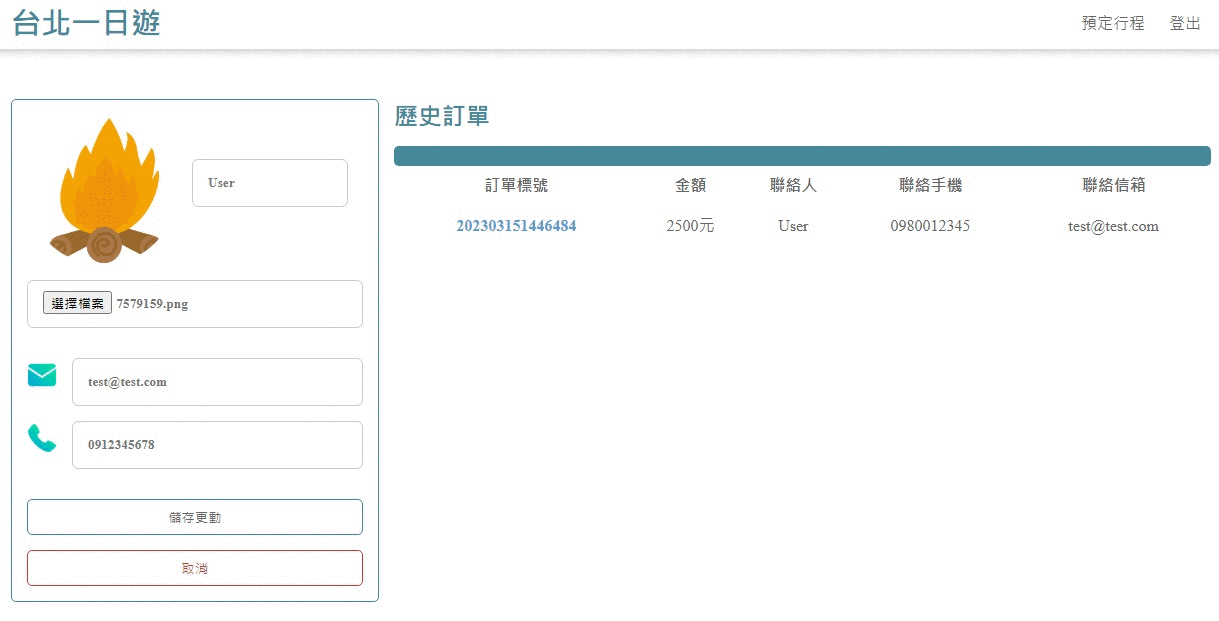 台北一日遊
預定行程 登出
User
選擇檔案 7579159.png
test@test.com
0912345678
儲存更動
取消
歷史訂單
訂單標號 金額 聯絡人 聯絡手機 聯絡信箱
202303151446484 2500元 User 0980012345 test@test.com